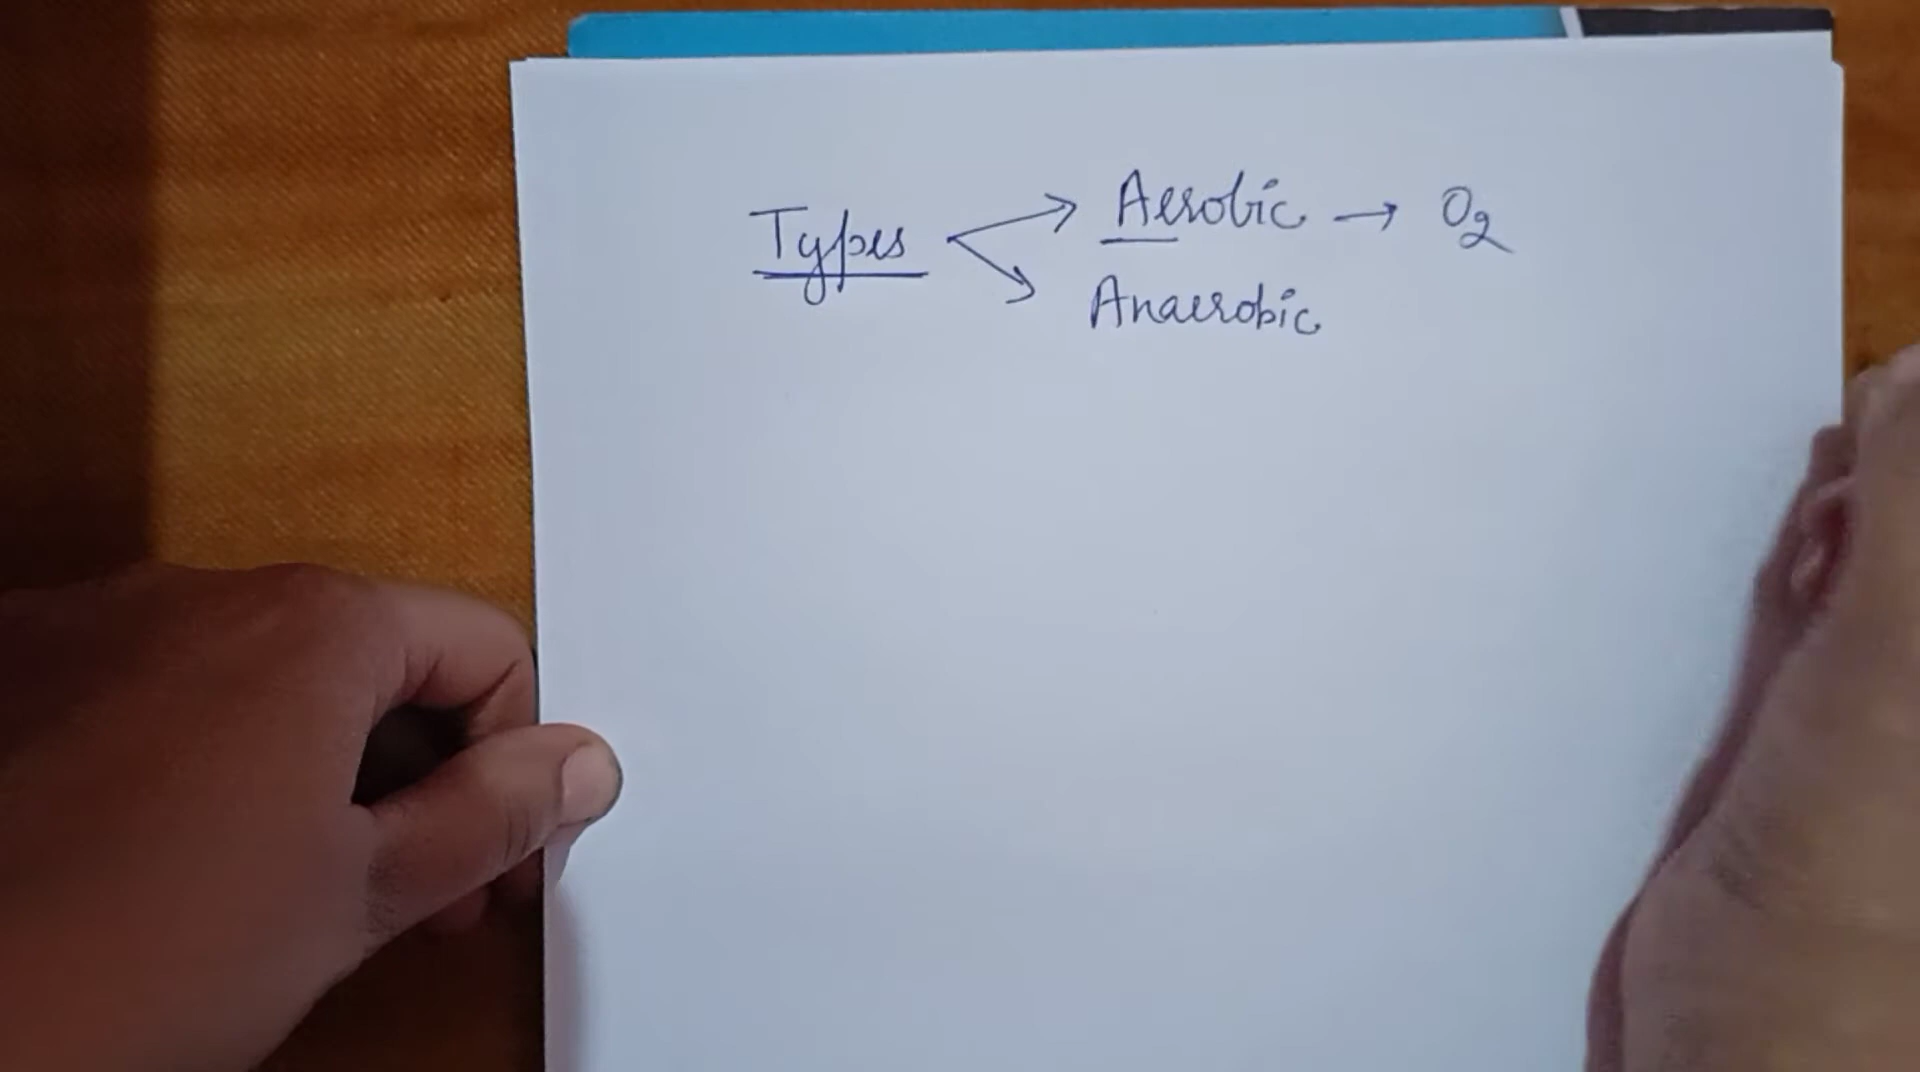 Types → Aerobic → O₂
→ Anaerobic